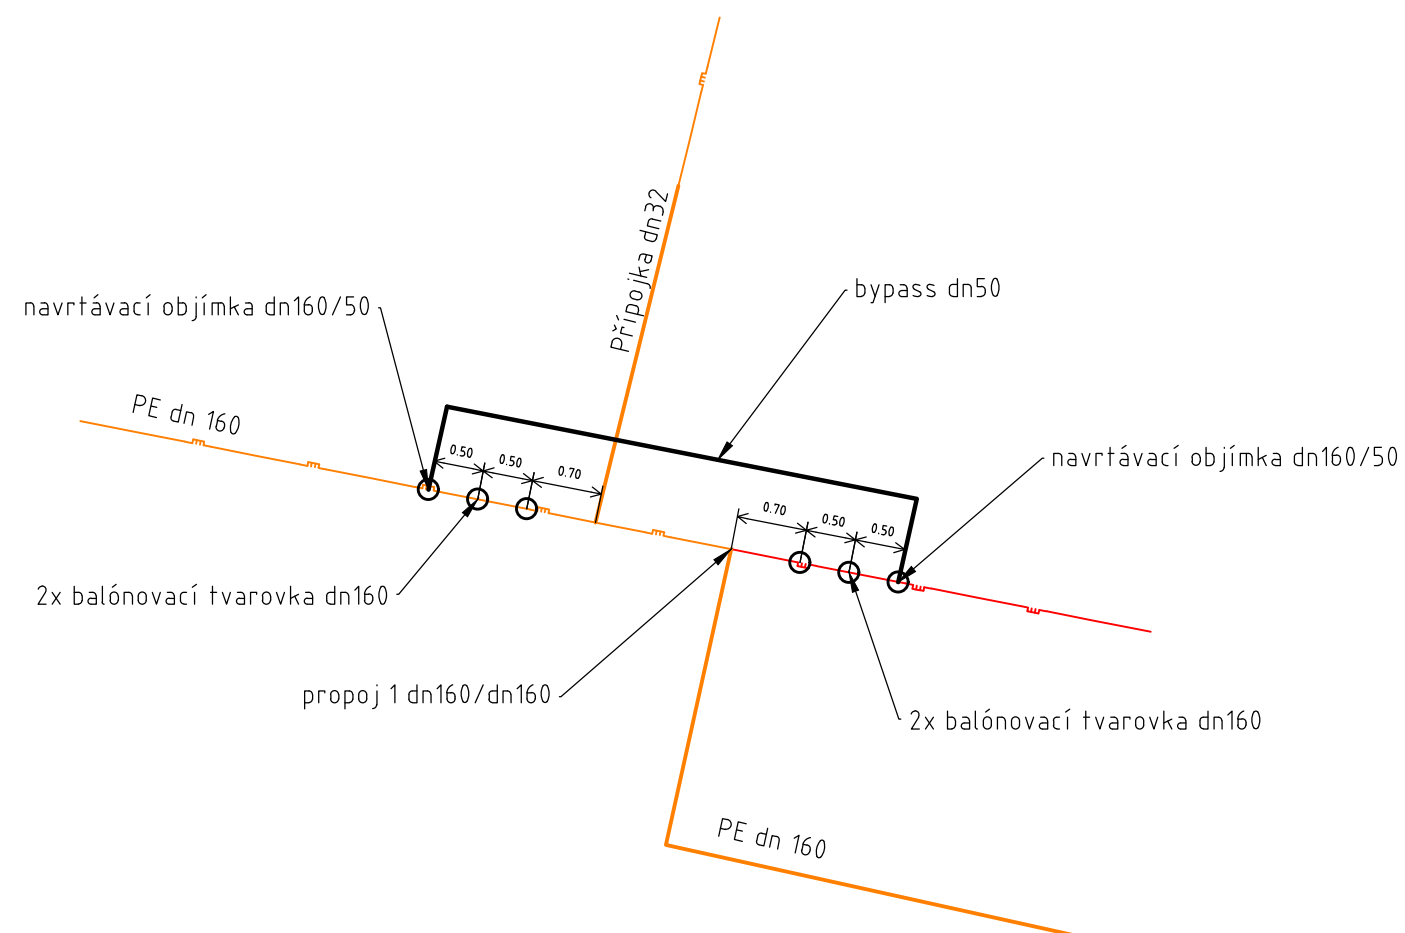 Přípojka dn32
bypass dn50
navrtávací objímka dn160/50
PE dn 160
0.50
0.50
0.70
navrtávací objímka dn160/50
0.70
0.50
0.50
2x balónovací tvarovka dn160
propoj 1 dn160/dn160
2x balónovací tvarovka dn160
PE dn 160